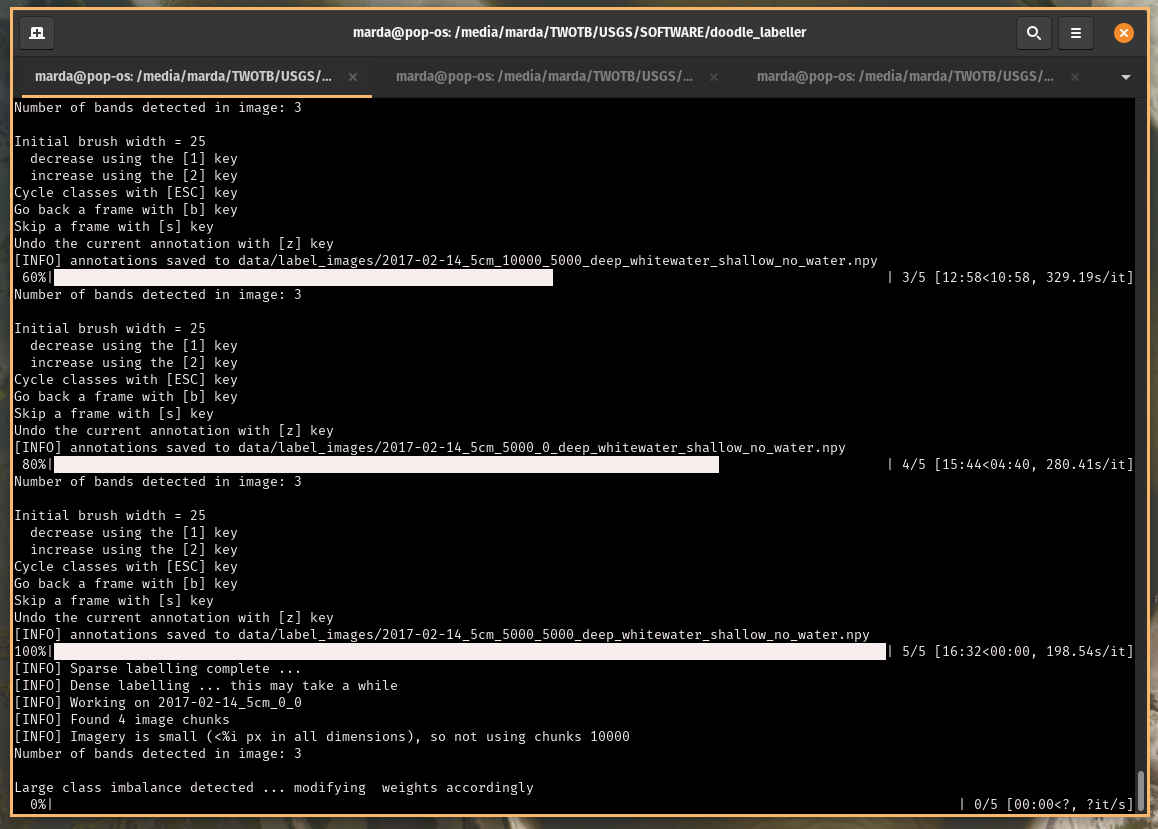 marda@pop-os: /media/marda/TWOTB/USGS/SOFTWARE/doodle_labeller
marda@pop-os: /media/marda/TWOTB/USGS/... marda@pop-os: /media/marda/TWOTB/USGS/... marda@pop-os: /media/marda/TWOTB/USGS/...
Number of bands detected in image: 3
Initial brush width = 25
decrease using the [1] key
increase using the [2] key
Cycle classes with [ESC] key
Go back a frame with [b] key
Skip a frame with [s] key
Undo the current annotation with [z] key
[INFO] annotations saved to data/label_images/2017-02-14_5cm_10000_5000_deep_whitewater_shallow_no_water.npy
60%| | 3/5 [12:58<10:58, 329.19s/it]
Number of bands detected in image: 3
Initial brush width = 25
decrease using the [1] key
increase using the [2] key
Cycle classes with [ESC] key
Go back a frame with [b] key
Skip a frame with [s] key
Undo the current annotation with [z] key
[INFO] annotations saved to data/label_images/2017-02-14_5cm_5000_0_deep_whitewater_shallow_no_water.npy
80%| | 4/5 [15:44<04:40, 280.41s/it]
Number of bands detected in image: 3
Initial brush width = 25
decrease using the [1] key
increase using the [2] key
Cycle classes with [ESC] key
Go back a frame with [b] key
Skip a frame with [s] key
Undo the current annotation with [z] key
[INFO] annotations saved to data/label_images/2017-02-14_5cm_5000_5000_deep_whitewater_shallow_no_water.npy
100%| | 5/5 [16:32<00:00, 198.54s/it]
[INFO] Sparse labelling complete ...
[INFO] Dense labelling ... this may take a while
[INFO] Working on 2017-02-14_5cm_0_0
[INFO] Found 4 image chunks
[INFO] Imagery is small (<%i px in all dimensions), so not using chunks 10000
Number of bands detected in image: 3
Large class imbalance detected ... modifying  weights accordingly
0%| | 0/5 [00:00<?, ?it/s]